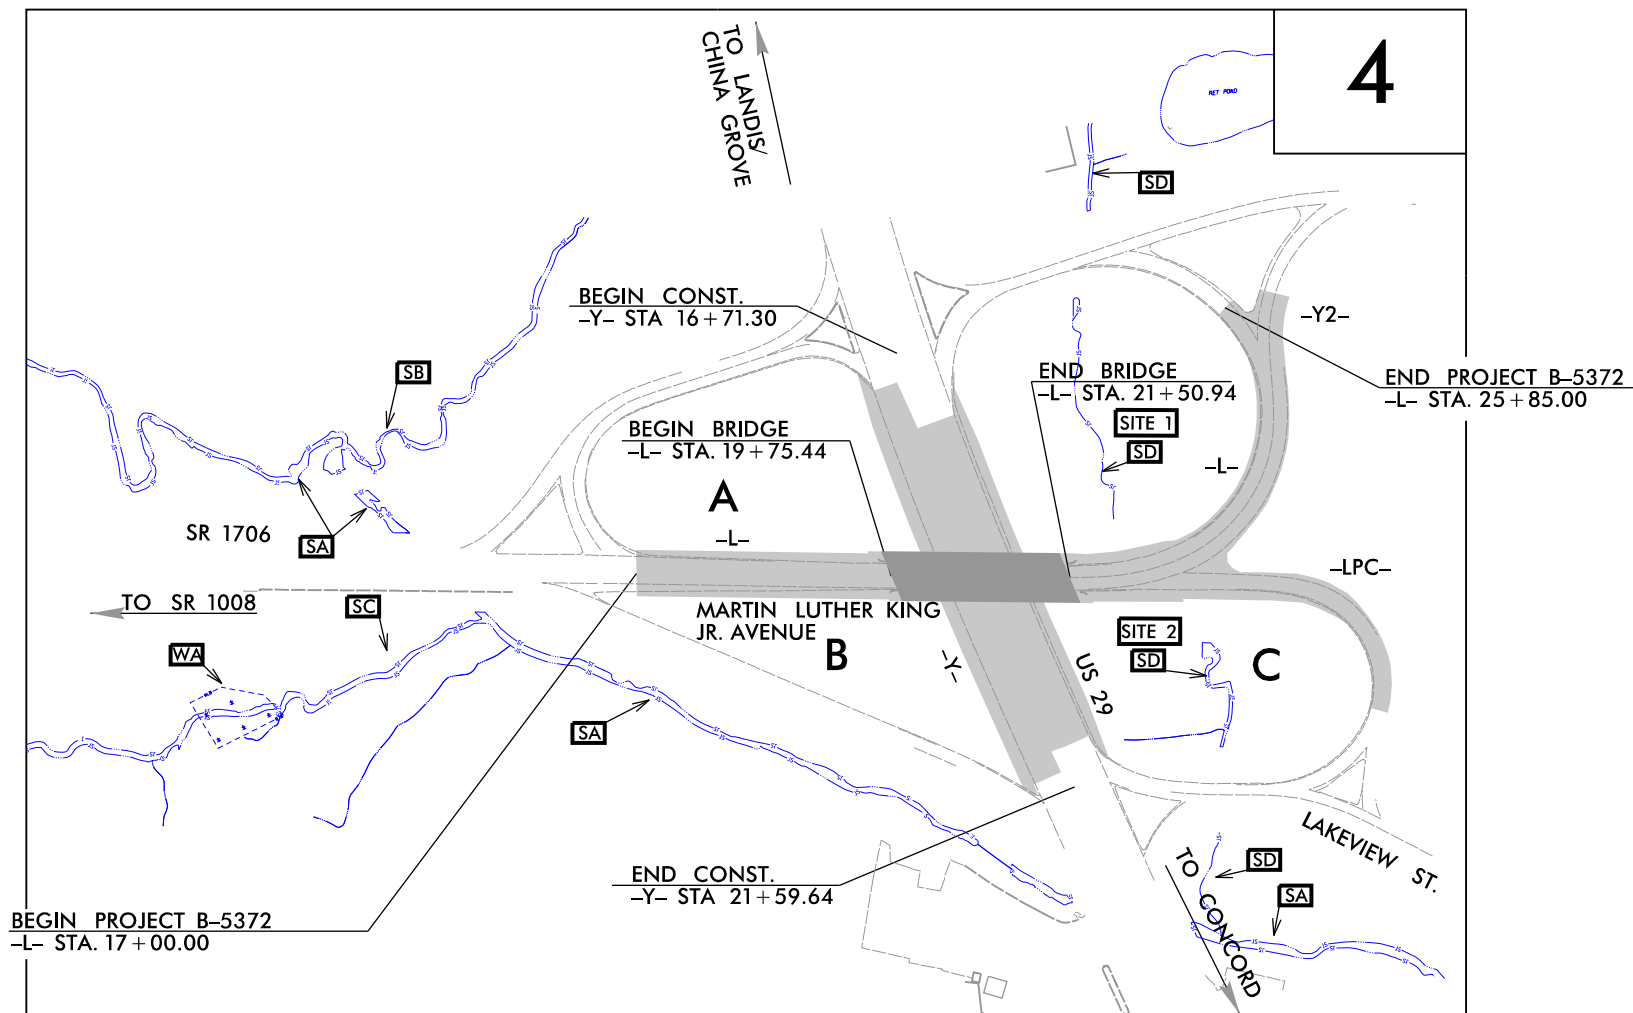 4
TO LANDIS/
CHINA GROVE
RET POND
SD
BEGIN CONST.
-Y- STA 16+71.30
-Y2-
SB
END BRIDGE
-L- STA. 21+50.94
END PROJECT B-5372
-L- STA. 25+85.00
SITE 1
SD
-L-
BEGIN BRIDGE
-L- STA. 19+75.44
A
-L-
SR 1706
SA
-LPC-
TO SR 1008
SC
MARTIN LUTHER KING
JR. AVENUE
B
-Y-
US 29
SITE 2
SD
C
WA
SA
LAKEVIEW ST.
END CONST.
-Y- STA 21+59.64
TO CONCORD
SD
SA
BEGIN PROJECT B-5372
-L- STA. 17+00.00